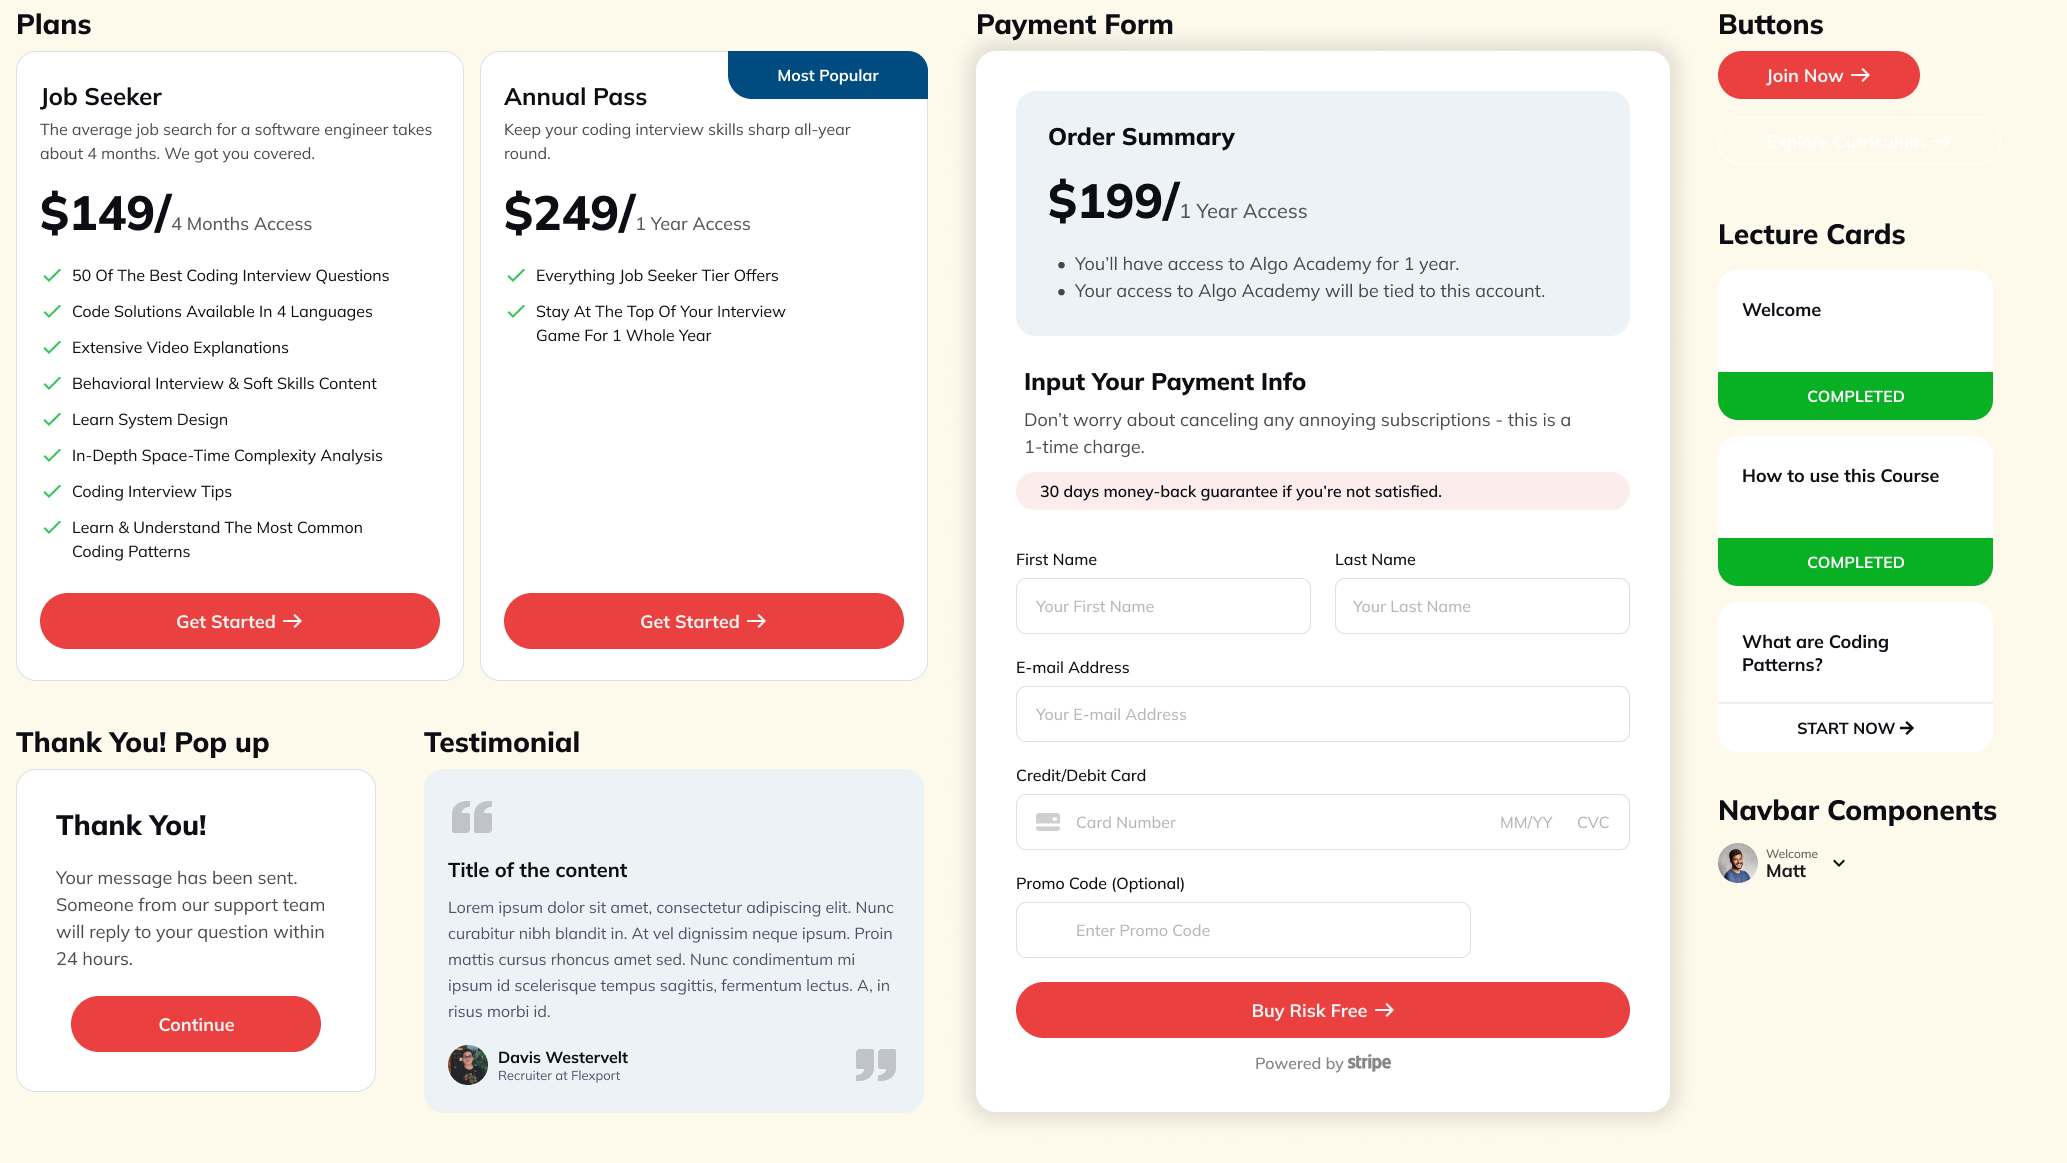 Plans
Job Seeker
The average job search for a software engineer takes
about 4 months. We got you covered.
$149/ 4 Months Access
50 Of The Best Coding Interview Questions
Code Solutions Available In 4 Languages
Extensive Video Explanations
Behavioral Interview & Soft Skills Content
Learn System Design
In-Depth Space-Time Complexity Analysis
Coding Interview Tips
Learn & Understand The Most Common
Coding Patterns
Get Started →
Most Popular
Annual Pass
Keep your coding interview skills sharp all-year
round.
$249/ 1 Year Access
Everything Job Seeker Tier Offers
Stay At The Top Of Your Interview
Game For 1 Whole Year
Get Started →
Thank You! Pop up
Thank You!
Your message has been sent.
Someone from our support team
will reply to your question within
24 hours.
Continue
Testimonial
Title of the content
Lorem ipsum dolor sit amet, consectetur adipiscing elit. Nunc
curabitur nibh blandit in. At vel dignissim neque ipsum. Proin
mattis cursus rhoncus amet sed. Nunc condimentum mi
ipsum id scelerisque tempus sagittis, fermentum lectus. A, in
risus morbi id.
Davis Westervelt
Recruiter at Flexport
Payment Form
Order Summary
$199/ 1 Year Access
• You’ll have access to Algo Academy for 1 year.
• Your access to Algo Academy will be tied to this account.
Input Your Payment Info
Don’t worry about canceling any annoying subscriptions - this is a
1-time charge.
30 days money-back guarantee if you’re not satisfied.
First Name
Your First Name
Last Name
Your Last Name
E-mail Address
Your E-mail Address
Credit/Debit Card
Card Number MM/YY CVC
Promo Code (Optional)
Enter Promo Code
Buy Risk Free →
Powered by stripe
Buttons
Join Now →
Explore Curriculum →
Lecture Cards
Welcome
COMPLETED
How to use this Course
COMPLETED
What are Coding
Patterns?
START NOW →
Navbar Components
Welcome
Matt